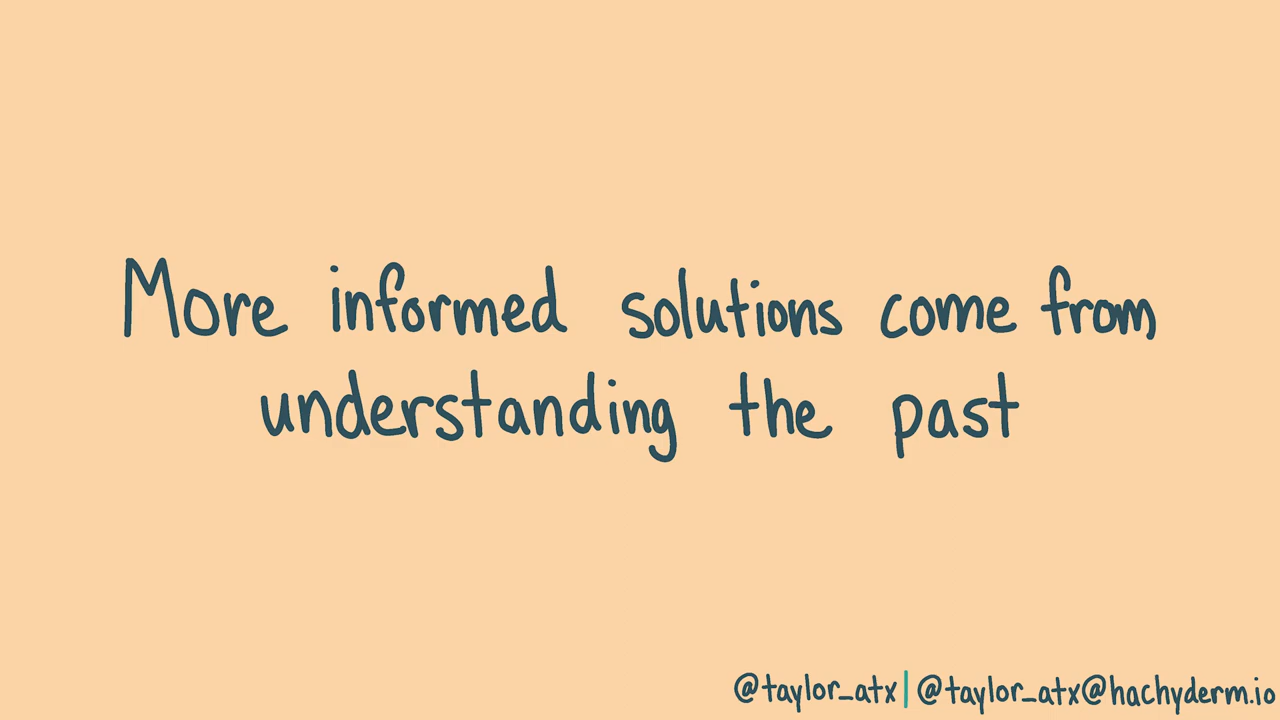 More informed solutions come from
understanding the past
@taylor_atx | @taylor_atx@hachyderm.io